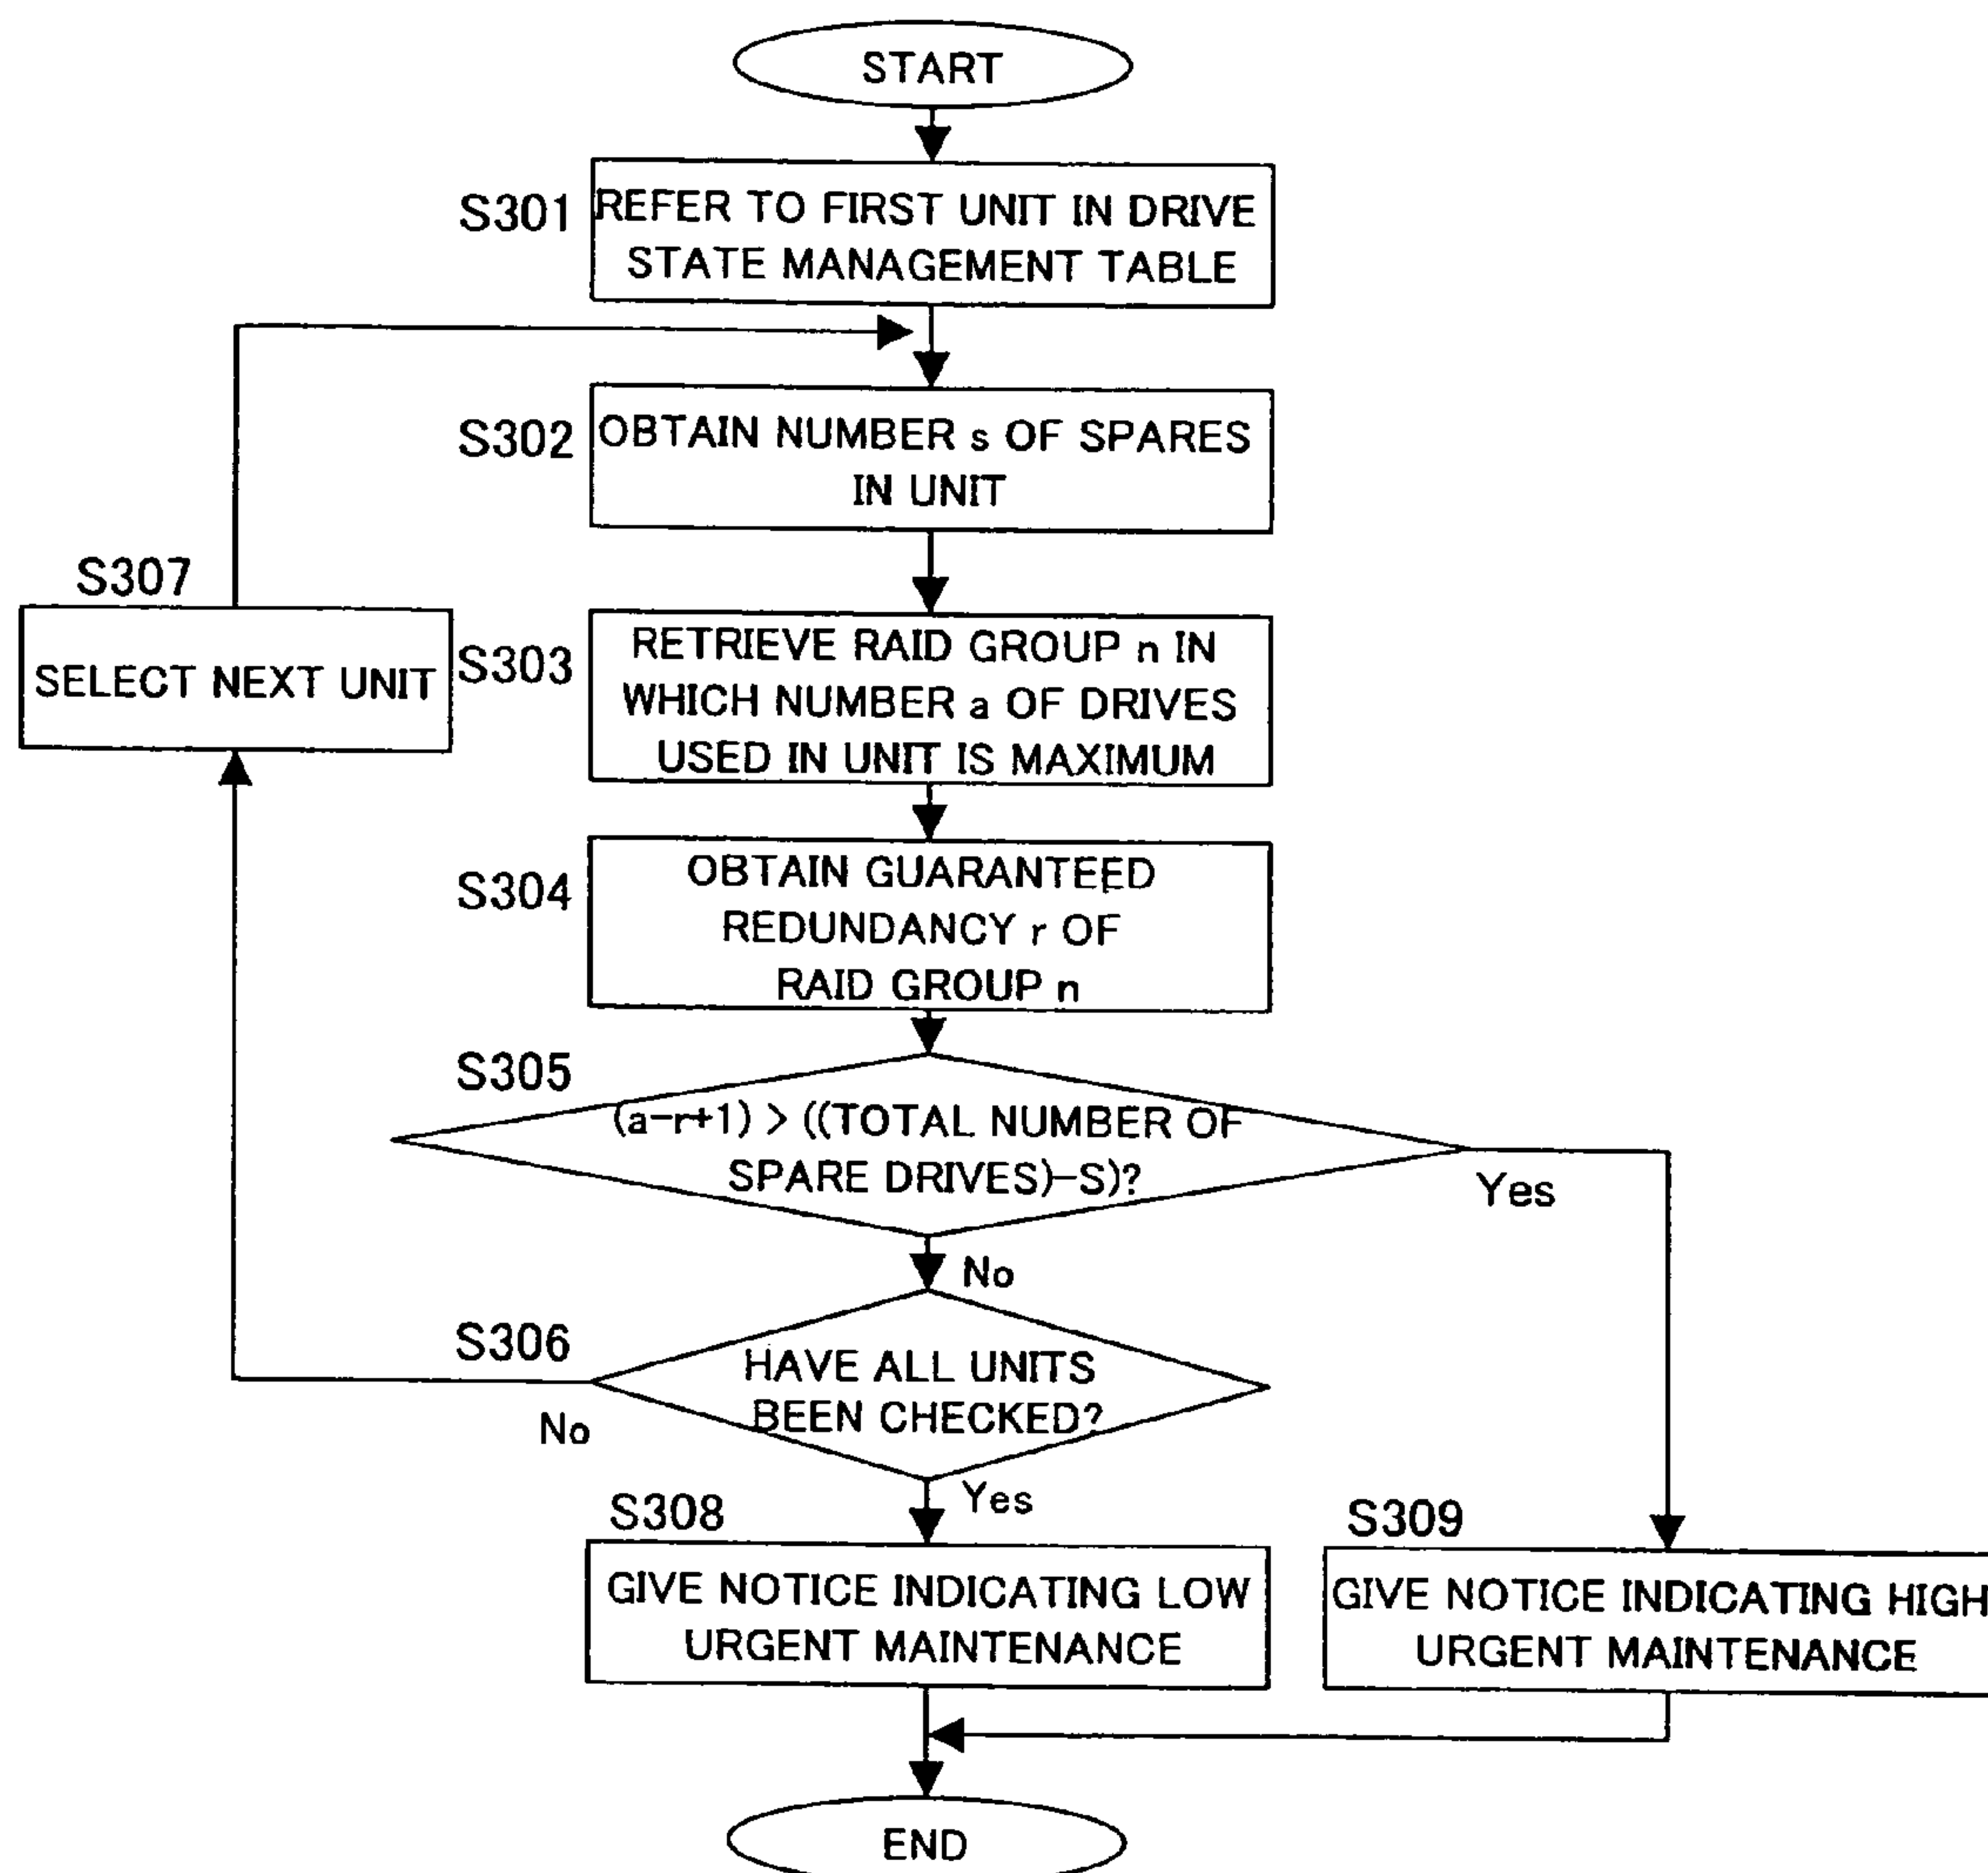 START
S301
REFER TO FIRST UNIT IN DRIVE
STATE MANAGEMENT TABLE
S302
OBTAIN NUMBER s OF SPARES
IN UNIT
S307
SELECT NEXT UNIT
S303
RETRIEVE RAID GROUP n IN
WHICH NUMBER a OF DRIVES
USED IN UNIT IS MAXIMUM
S304
OBTAIN GUARANTEED
REDUNDANCY r OF
RAID GROUP n
S305
(a-r+1) > ((TOTAL NUMBER OF
SPARE DRIVES)-S)?
Yes
No
S306
HAVE ALL UNITS
BEEN CHECKED?
No
Yes
S308
GIVE NOTICE INDICATING LOW
URGENT MAINTENANCE
S309
GIVE NOTICE INDICATING HIGH
URGENT MAINTENANCE
END